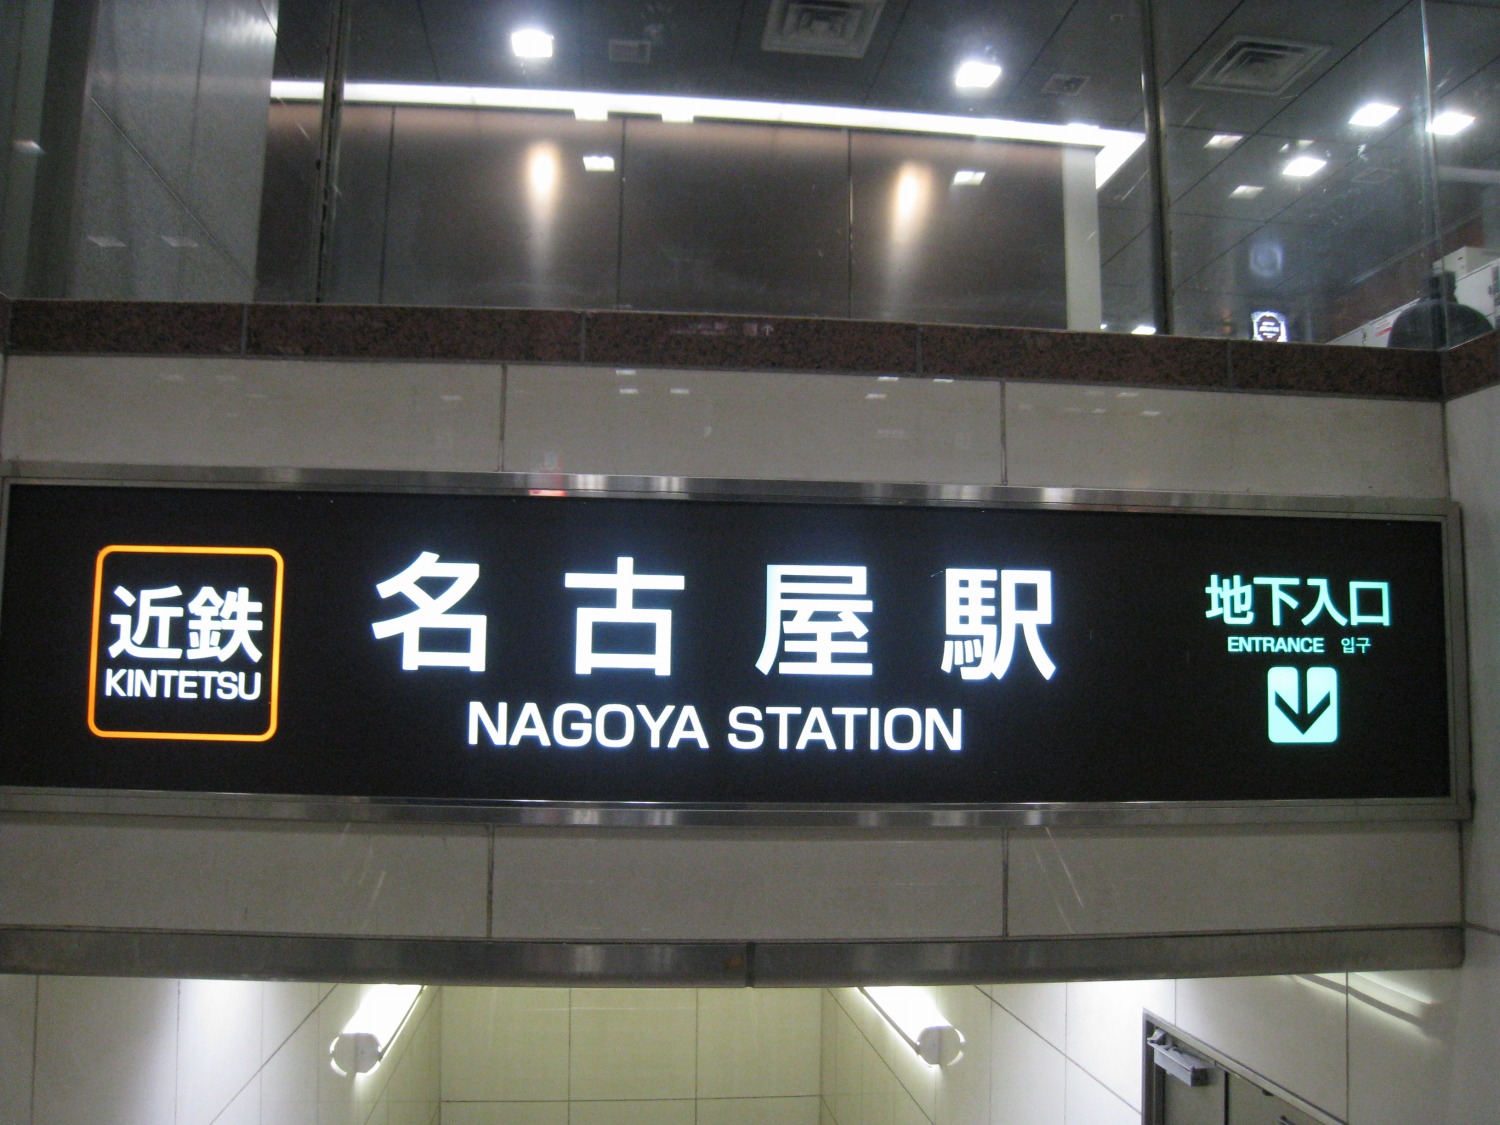 近鉄
KINTETSU
名古屋駅
NAGOYA STATION
地下入口
ENTRANCE 입구